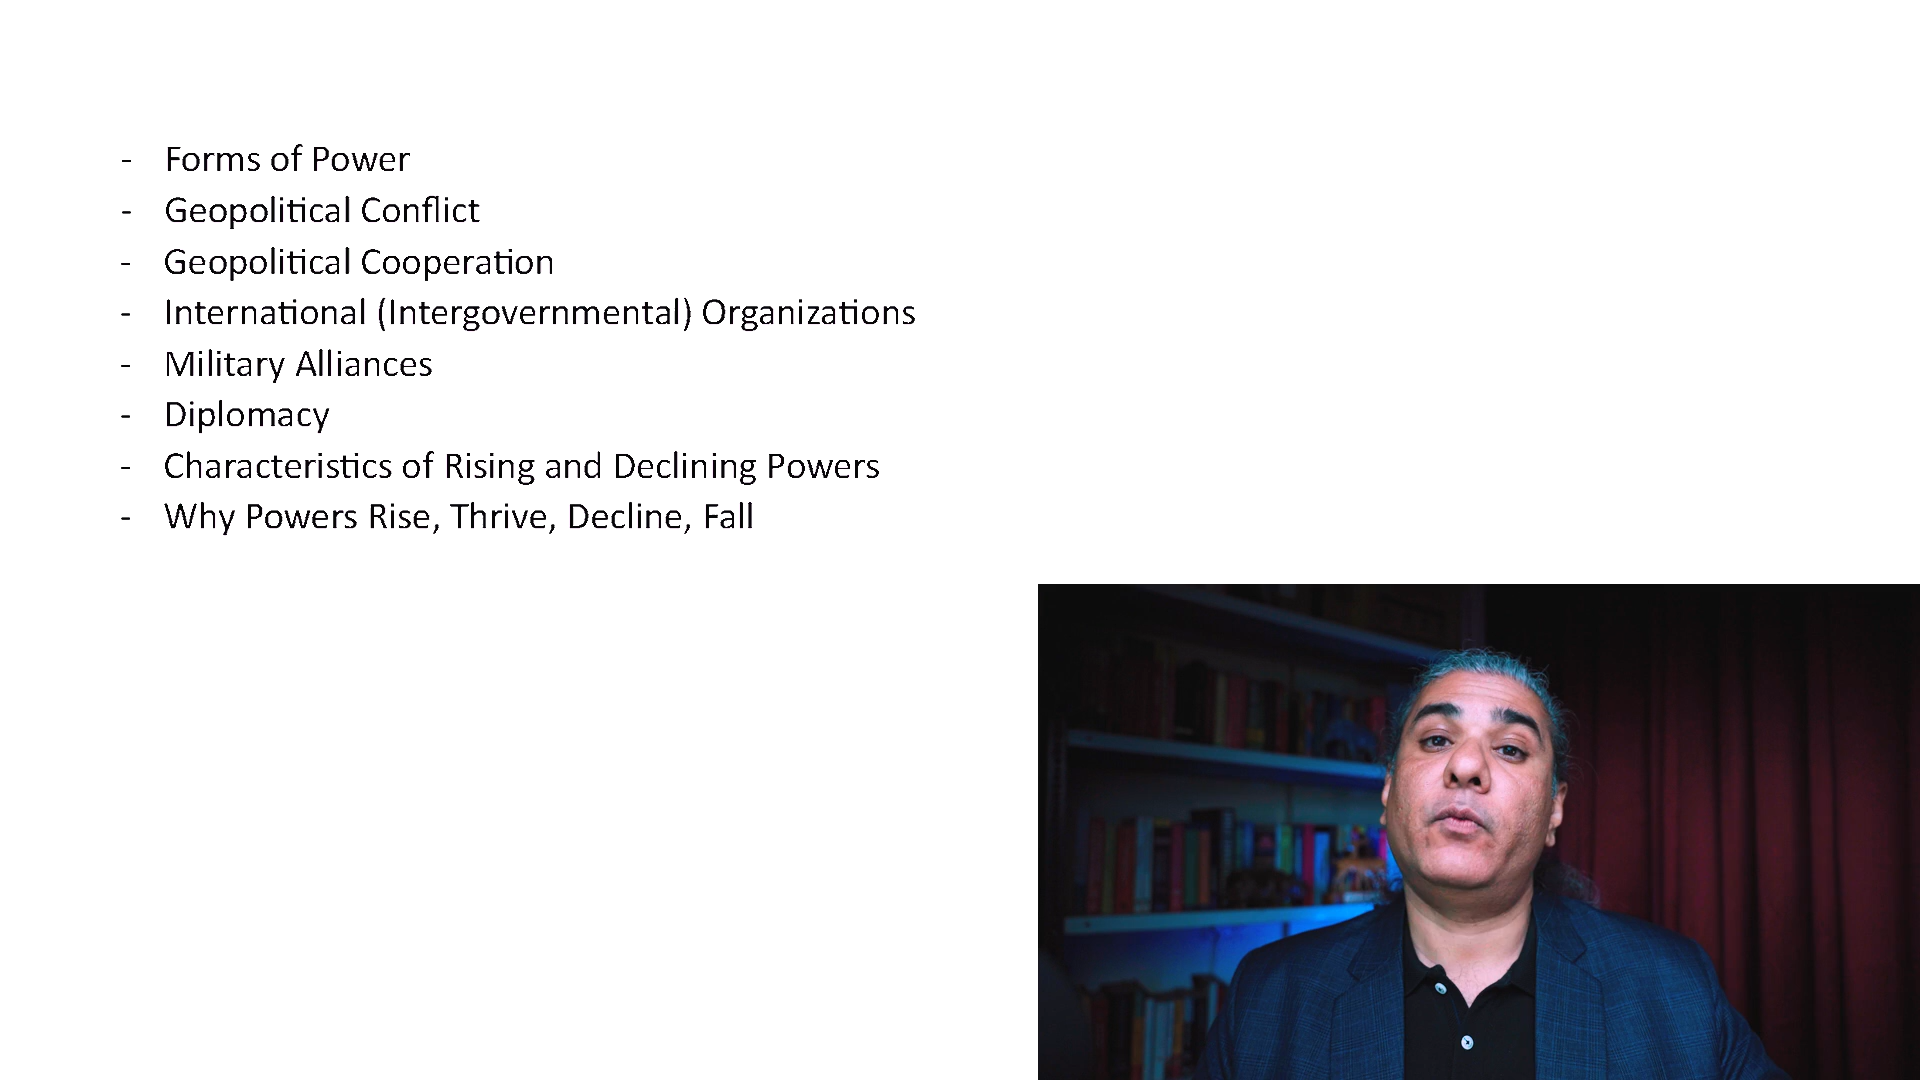 - Forms of Power
- Geopolitical Conflict
- Geopolitical Cooperation
- International (Intergovernmental) Organizations
- Military Alliances
- Diplomacy
- Characteristics of Rising and Declining Powers
- Why Powers Rise, Thrive, Decline, Fall